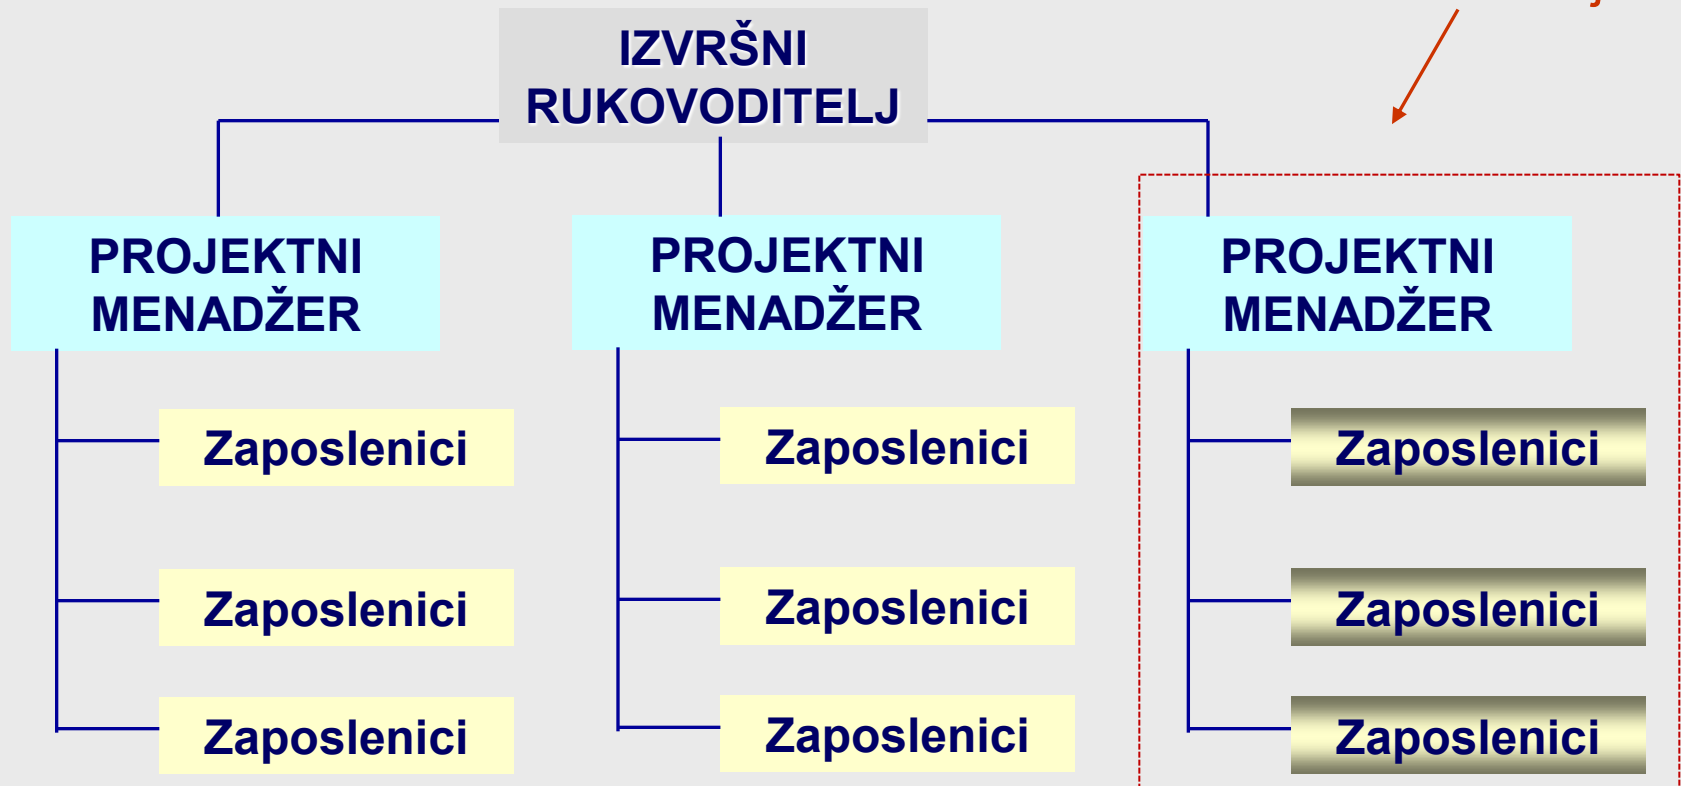 IZVRŠNI
RUKOVODITELJ
PROJEKTNI
MENADŽER
Zaposlenici
Zaposlenici
Zaposlenici
PROJEKTNI
MENADŽER
Zaposlenici
Zaposlenici
Zaposlenici
PROJEKTNI
MENADŽER
Zaposlenici
Zaposlenici
Zaposlenici